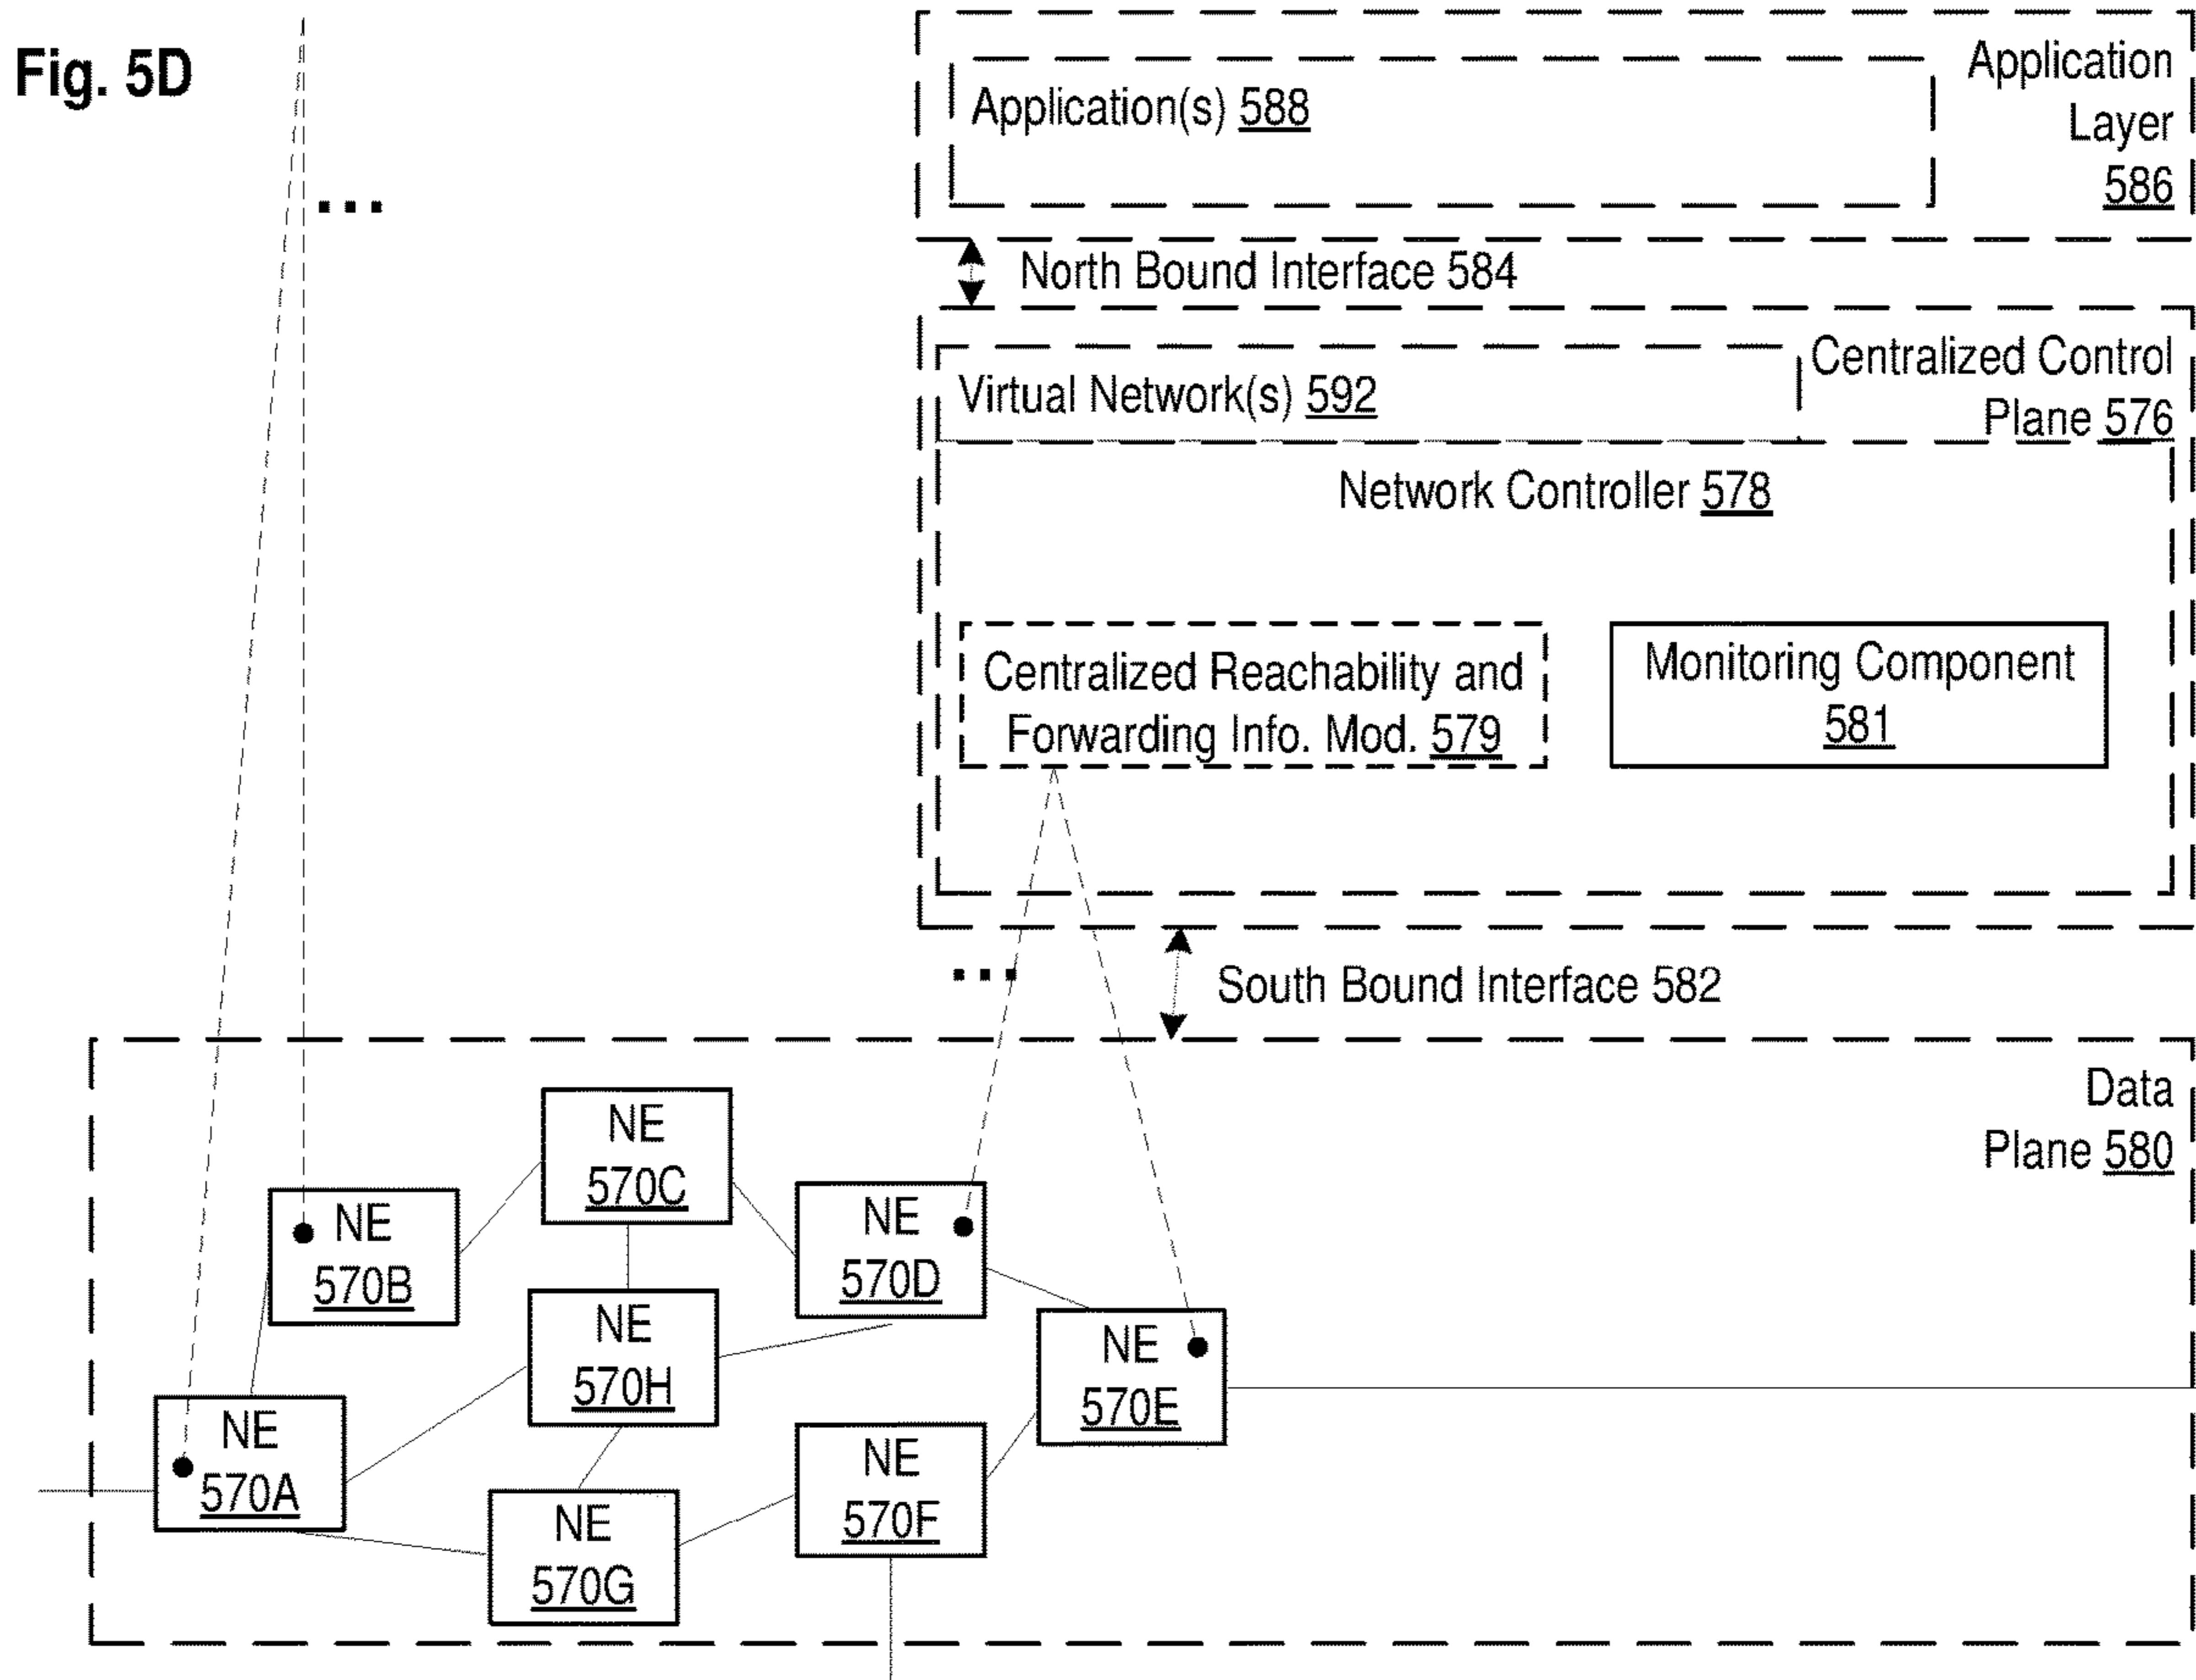 Fig. 5D
Application
Layer
586
Application(s) 588
North Bound Interface 584
Centralized Control
Plane 576
Virtual Network(s) 592
Network Controller 578
Centralized Reachability and
Forwarding Info. Mod. 579
Monitoring Component
581
South Bound Interface 582
Data
Plane 580
NE
570C
NE
570B
NE
570D
NE
570H
NE
570E
NE
570A
NE
570F
NE
570G